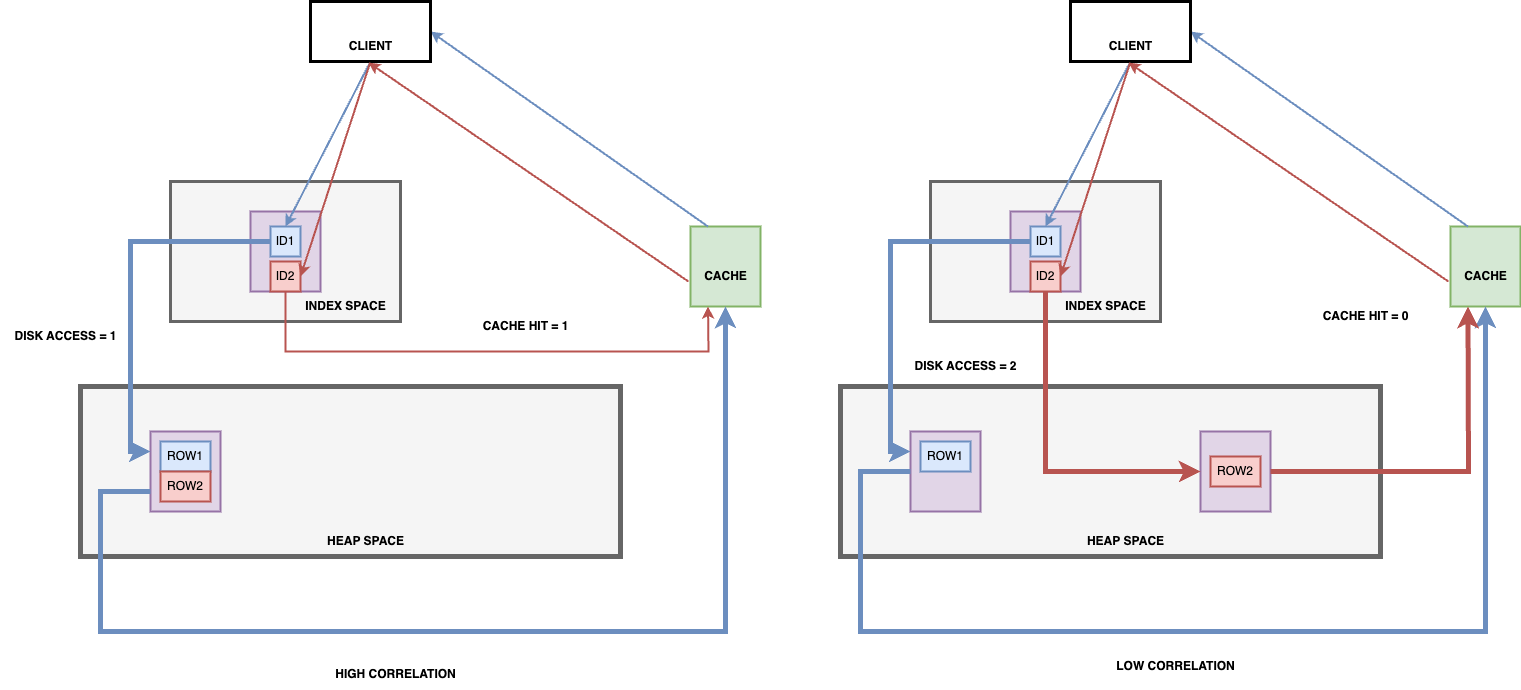 CLIENT
ID1
ID2
INDEX SPACE
CACHE
CACHE HIT = 1
DISK ACCESS = 1
ROW1
ROW2
HEAP SPACE
HIGH CORRELATION
CLIENT
ID1
ID2
INDEX SPACE
CACHE
CACHE HIT = 0
DISK ACCESS = 2
ROW1
ROW2
HEAP SPACE
LOW CORRELATION